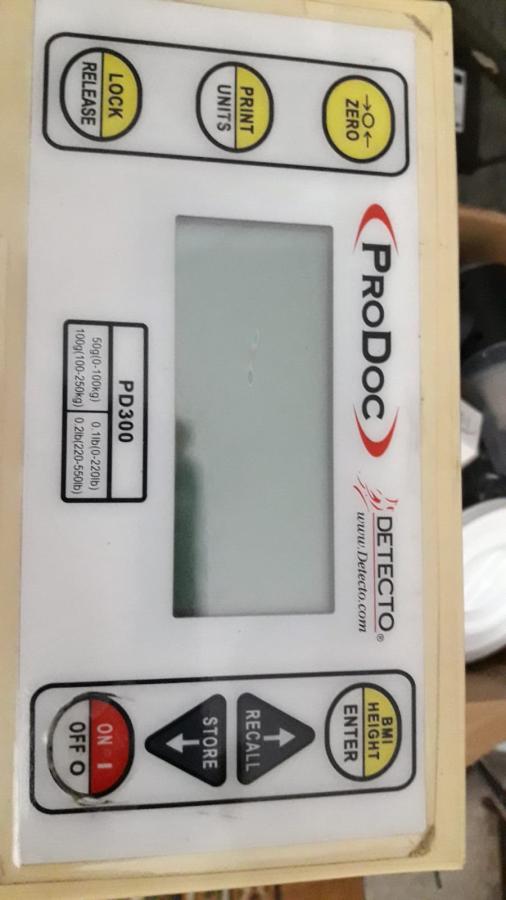 →O←
ZERO
PRINT
UNITS
LOCK
RELEASE
PRODOC
DETECTO®
www.Detecto.com
PD300
50g(0-100kg) 0.1lb(0-220lb)
100g(100-250kg) 0.2lb(220-550lb)
BMI
HEIGHT
ENTER
RECALL
STORE
ON I
OFF O